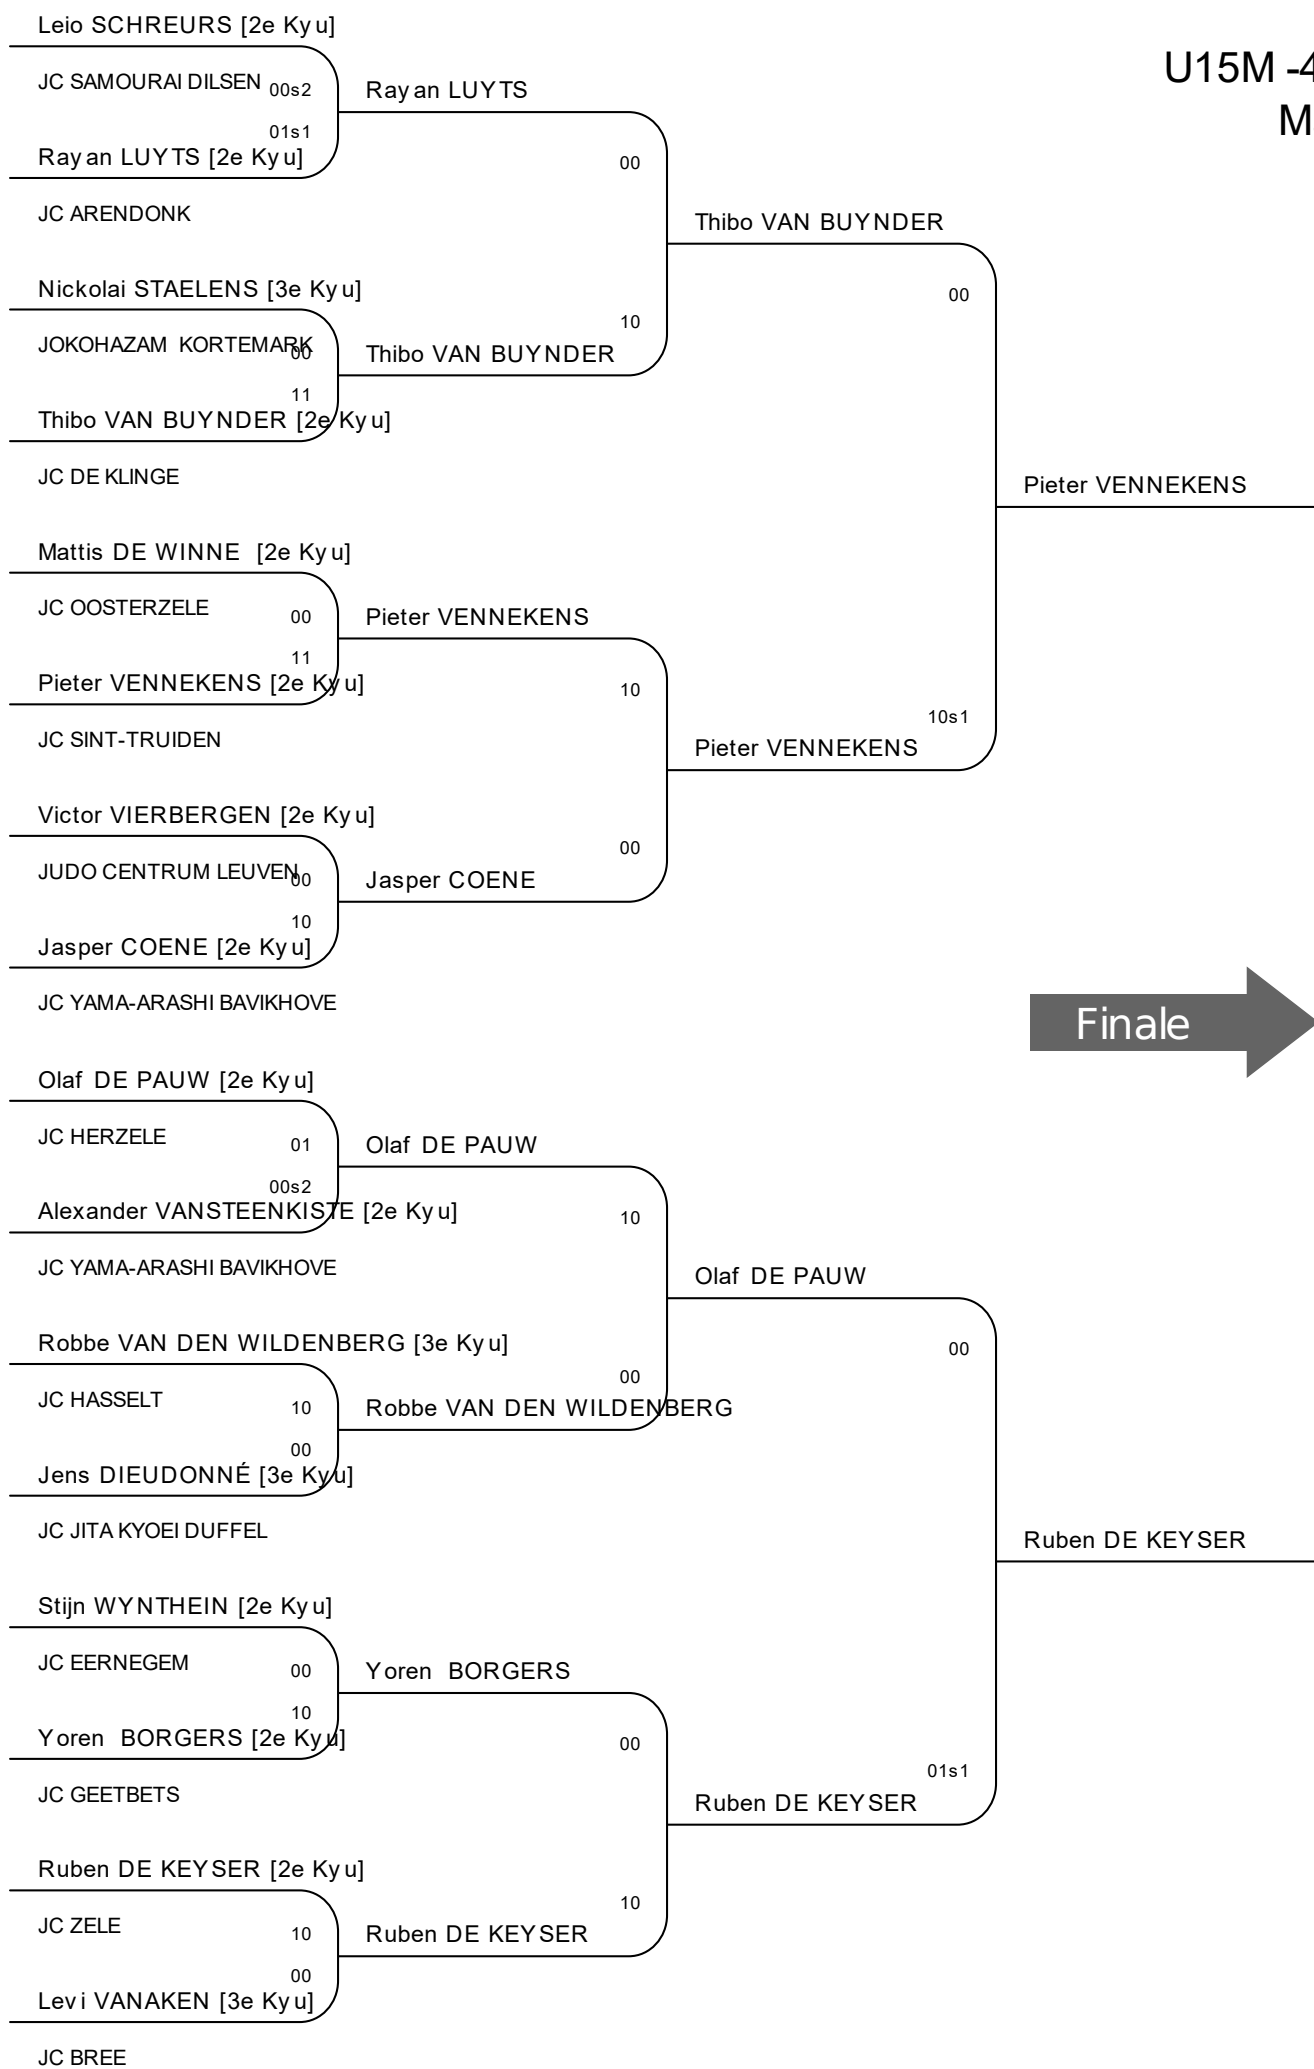 Leio SCHREURS [2e Kyu]
U15M -4
JC SAMOURAI DILSEN 00s2
Rayan LUYTS
M
01s1
Rayan LUYTS [2e Kyu]
00
JC ARENDONK
Thibo VAN BUYNDER
Nickolai STAELENS [3e Kyu]
00
10
JOKOHAZAM KORTEMARK 00
Thibo VAN BUYNDER
11
Thibo VAN BUYNDER [2e Kyu]
JC DE KLINGE
Pieter VENNEKENS
Mattis DE WINNE [2e Kyu]
JC OOSTERZELE 00
Pieter VENNEKENS
11
Pieter VENNEKENS [2e Kyu]
10
10s1
JC SINT-TRUIDEN
Pieter VENNEKENS
Victor VIERBERGEN [2e Kyu]
00
JUDO CENTRUM LEUVEN 00
Jasper COENE
10
Jasper COENE [2e Kyu]
JC YAMA-ARASHI BAVIKHOVE
Finale
Olaf DE PAUW [2e Kyu]
JC HERZELE 01
Olaf DE PAUW
00s2
Alexander VANSTEENKISTE [2e Kyu]
10
JC YAMA-ARASHI BAVIKHOVE
Olaf DE PAUW
Robbe VAN DEN WILDENBERG [3e Kyu]
00
00
JC HASSELT 10
Robbe VAN DEN WILDENBERG
00
Jens DIEUDONNÉ [3e Kyu]
JC JITA KYOEI DUFFEL
Ruben DE KEYSER
Stijn WYNTHEIN [2e Kyu]
JC EERNEGEM 00
Yoren BORGERS
10
Yoren BORGERS [2e Kyu]
00
01s1
JC GEETBETS
Ruben DE KEYSER
Ruben DE KEYSER [2e Kyu]
10
JC ZELE 10
Ruben DE KEYSER
00
Levi VANAKEN [3e Kyu]
JC BREE